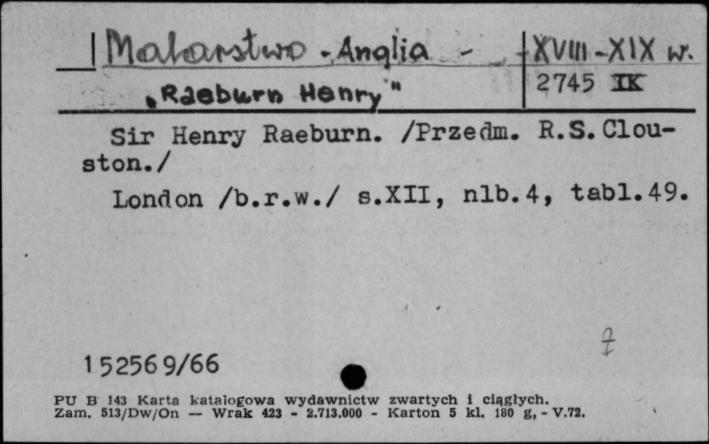 Malarstwo - Anglia - XVIII-XIX w.
"Raeburn Henry" 2745 IK
Sir Henry Raeburn. /Przedm. R.S.Clou-
ston./
London /b.r.w./ s.XII, nlb.4, tabl.49.
152569/66
PU B 143 Karta katalogowa wydawnictw zwartych i ciągłych.
Zam. 513/Dw/On — Wrak 423 - 2.713.000 - Karton 5 kl. 180 g, - V.72.